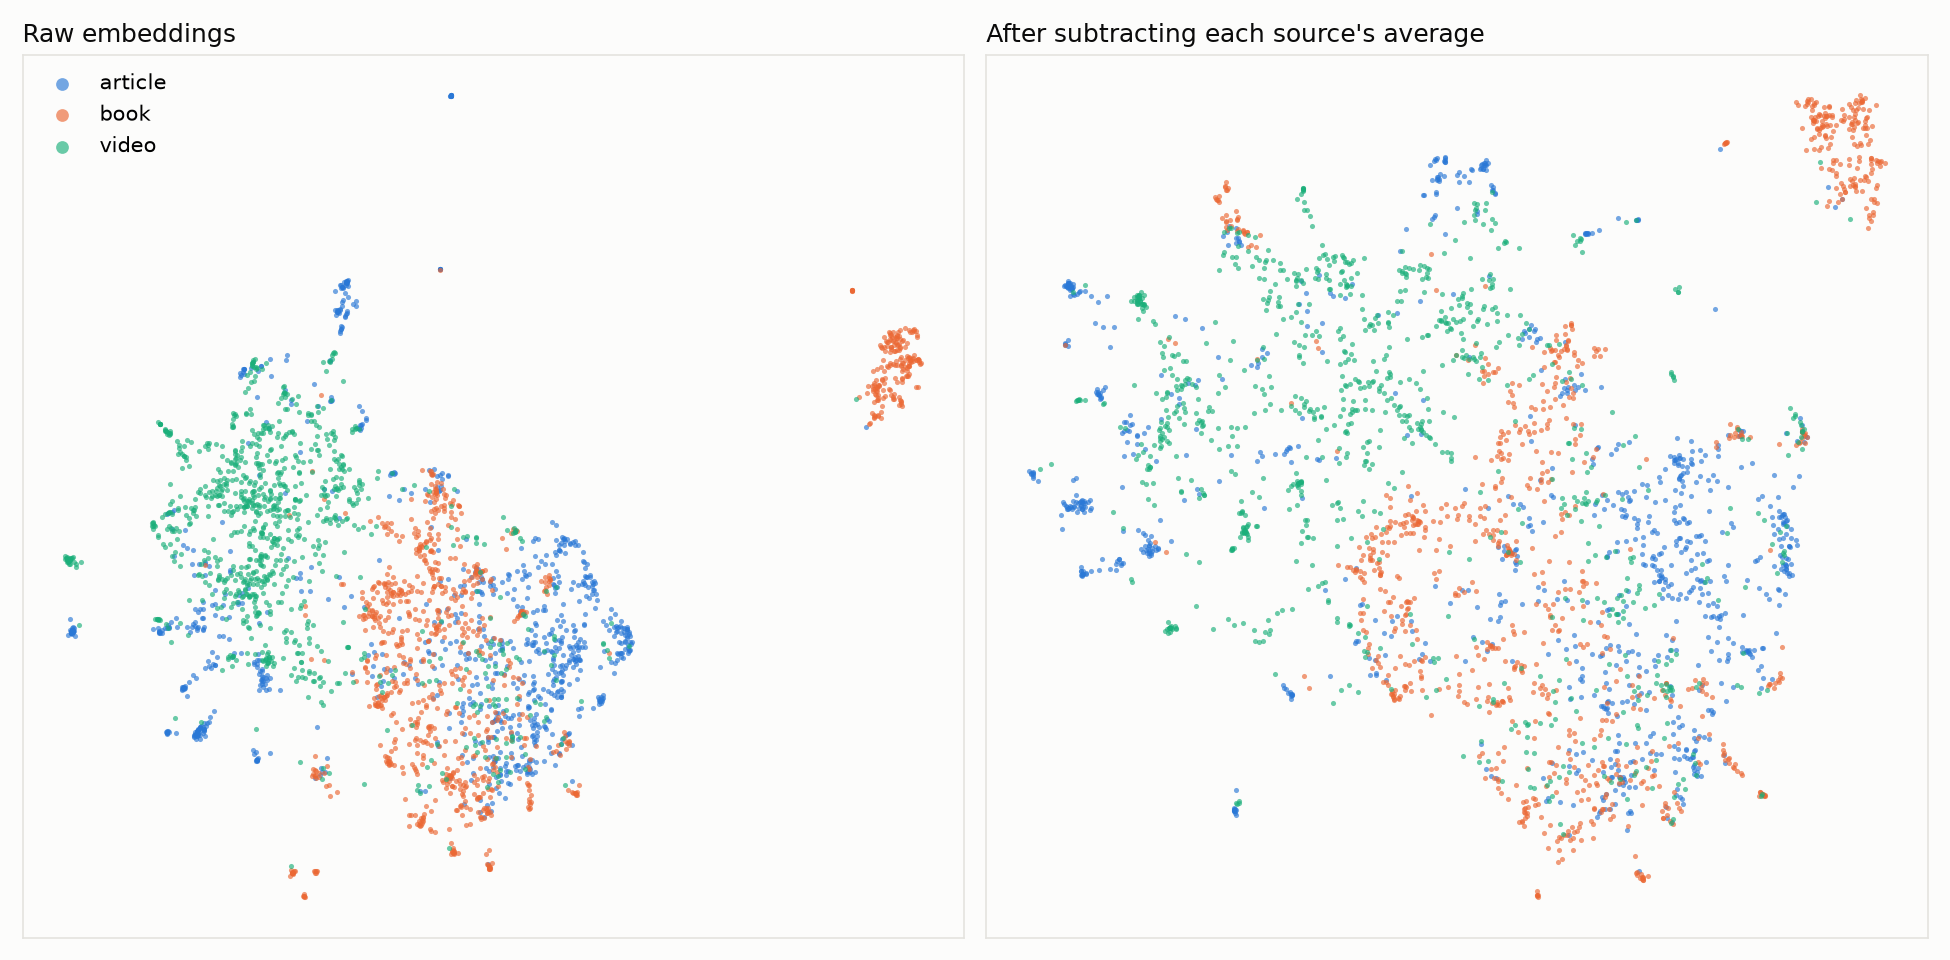 Raw embeddings
article
book
video
After subtracting each source's average